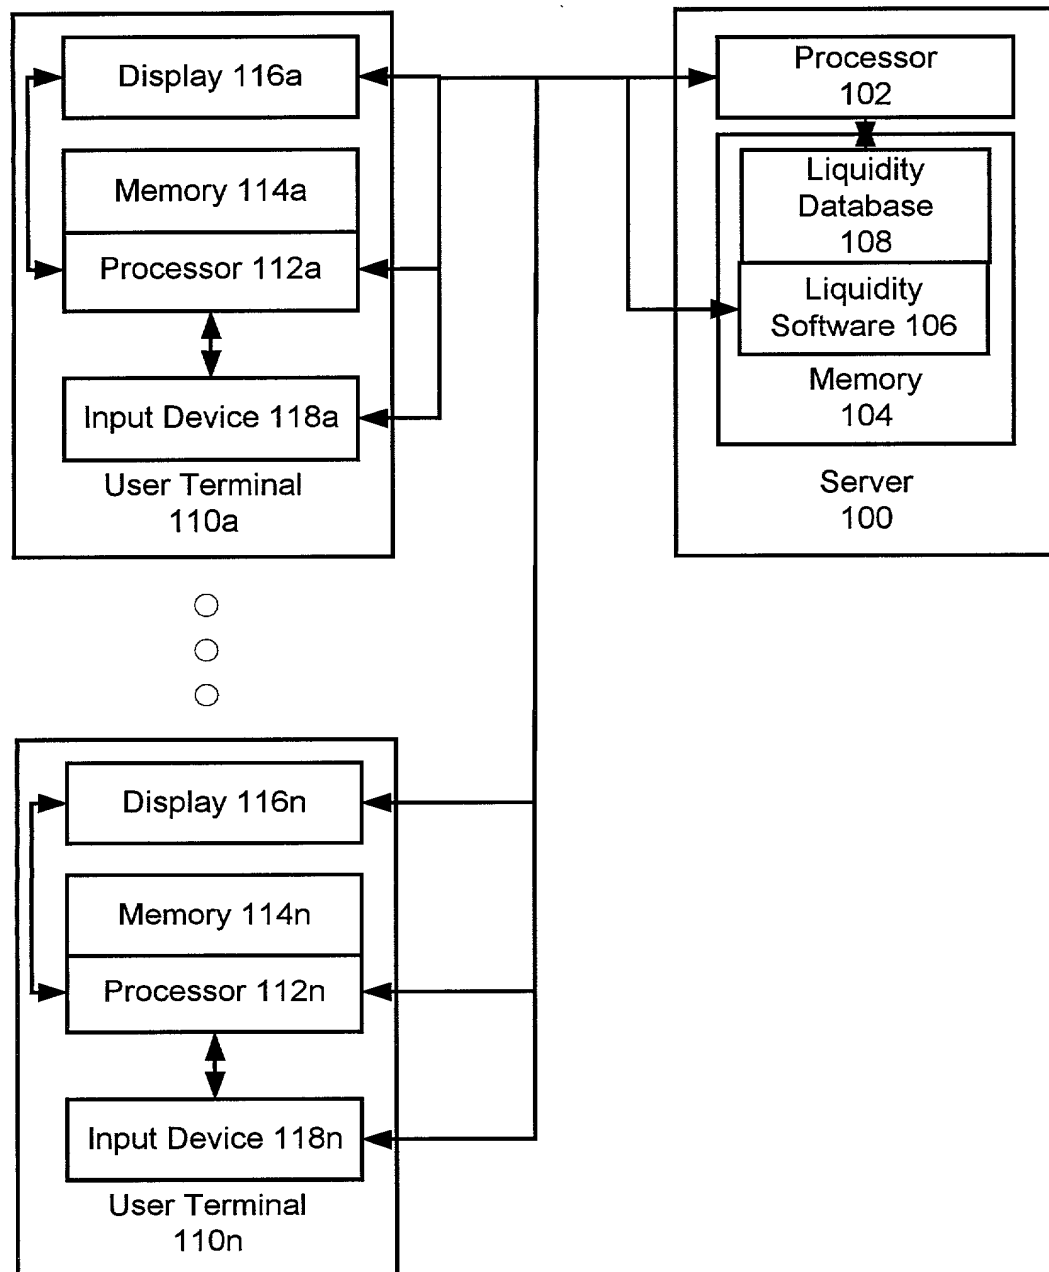 Display 116a
Memory 114a
Processor 112a
Input Device 118a
User Terminal
110a
Processor
102
Liquidity
Database
108
Liquidity
Software 106
Memory
104
Server
100
Display 116n
Memory 114n
Processor 112n
Input Device 118n
User Terminal
110n